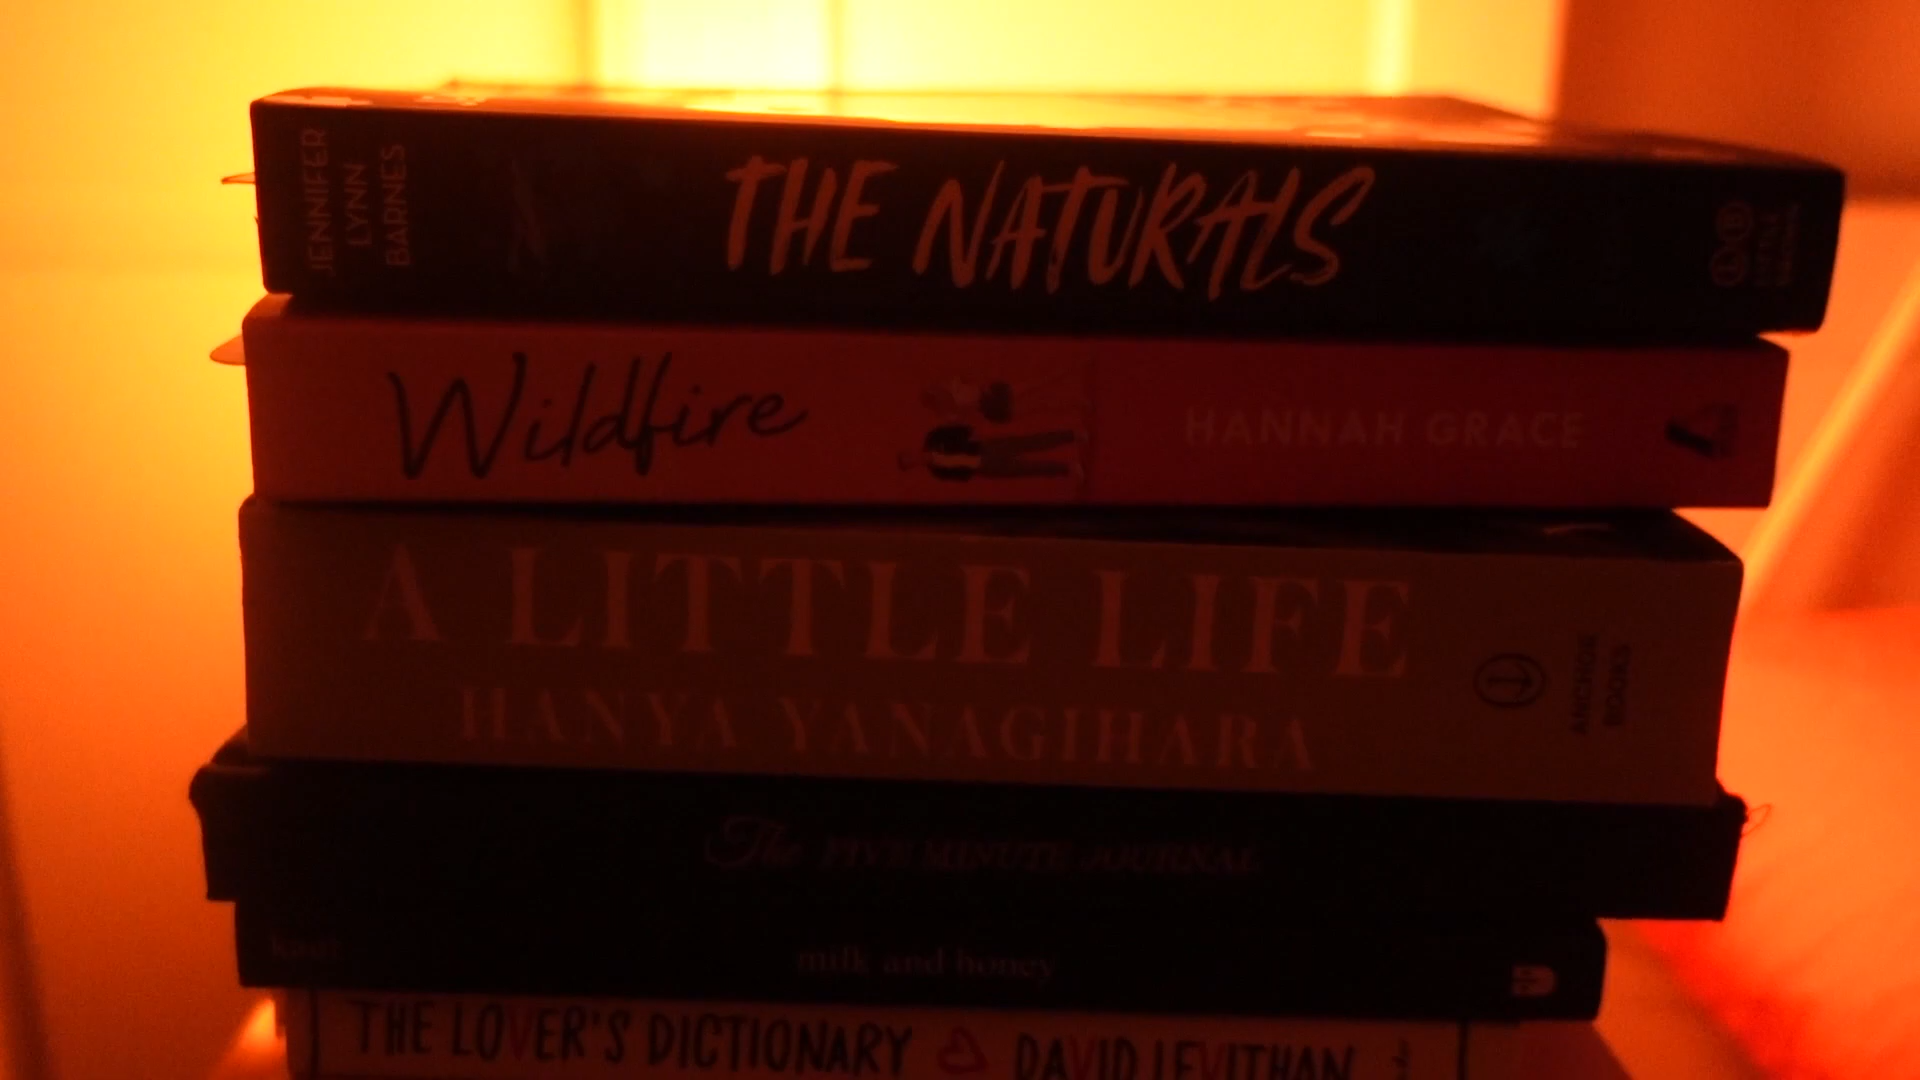 JENNIFER
LYNN
BARNES
THE NATURALS
Wildfire
HANNAH GRACE
A LITTLE LIFE
HANYA YANAGIHARA
ANCHOR
BOOKS
The FIVE MINUTE JOURNAL
kaur
milk and honey
THE LOVER'S DICTIONARY DAVID LEVITHAN